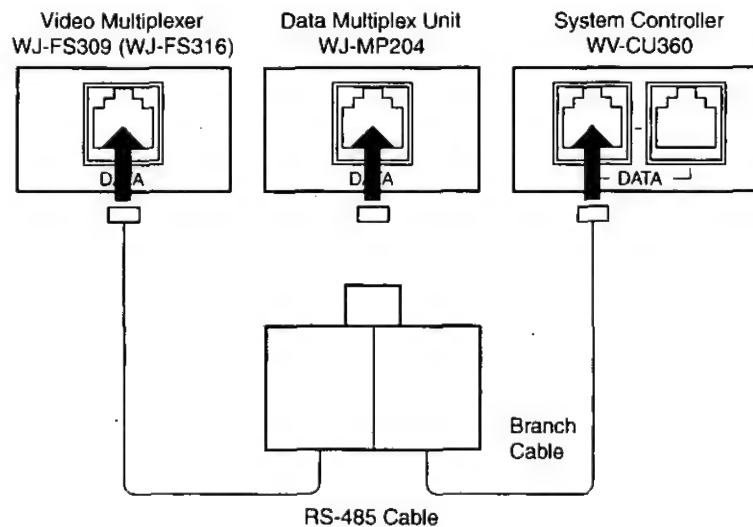 Video Multiplexer
WJ-FS309 (WJ-FS316)
Data Multiplex Unit
WJ-MP204
System Controller
WV-CU360
DATA
DATA
DATA
Branch
Cable
RS-485 Cable